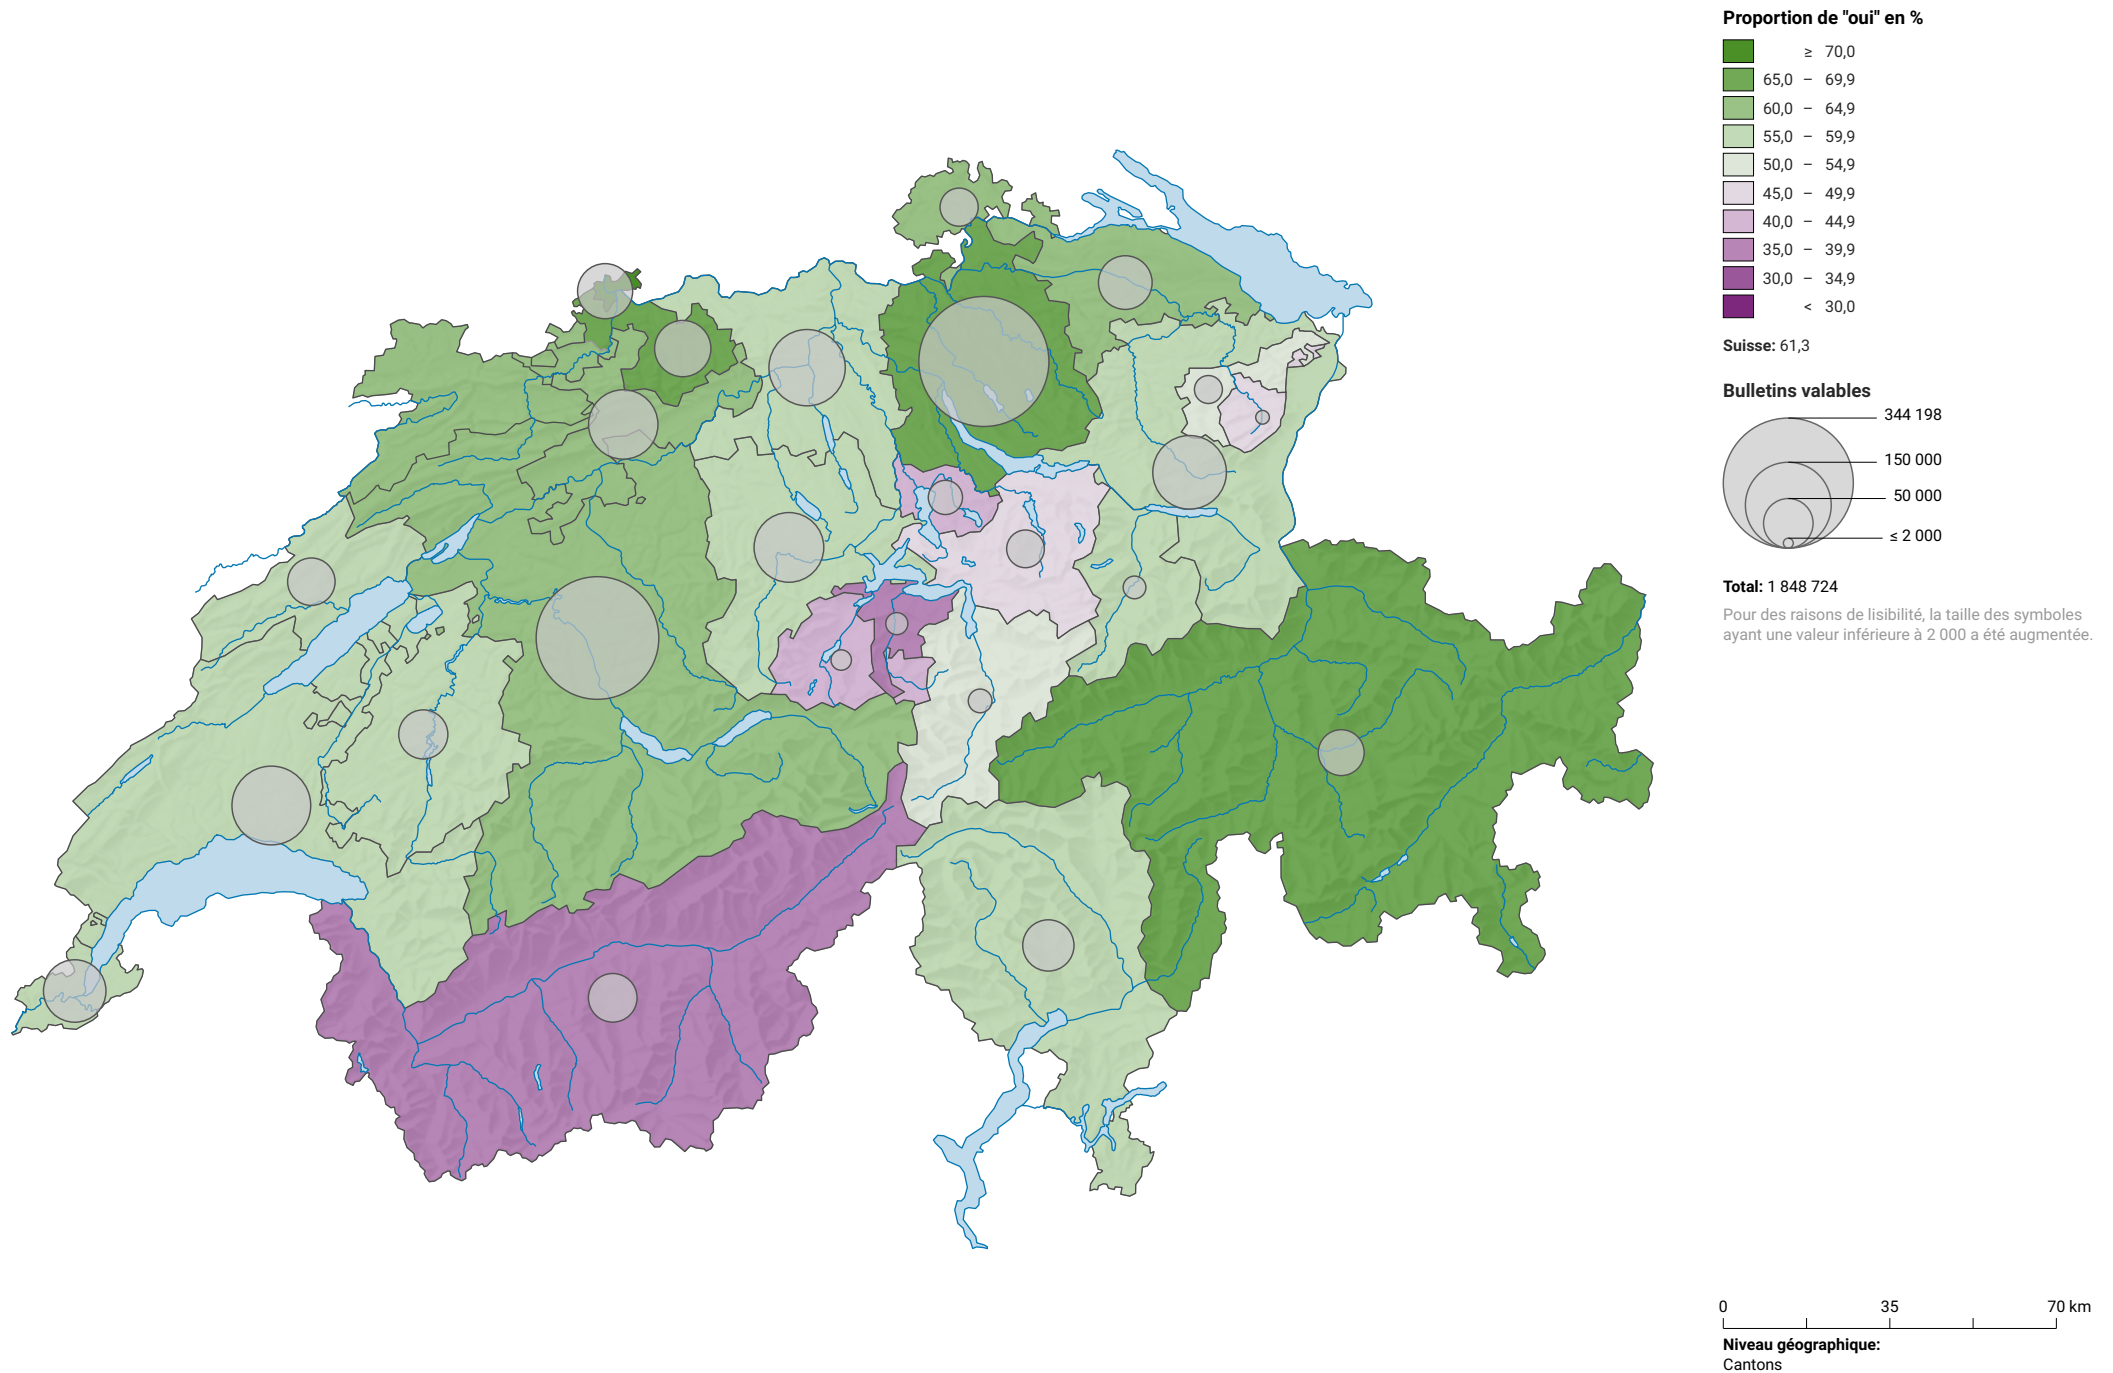 Proportion de "oui" en %
≥ 70,0
65,0 – 69,9
60,0 – 64,9
55,0 – 59,9
50,0 – 54,9
45,0 – 49,9
40,0 – 44,9
35,0 – 39,9
30,0 – 34,9
< 30,0
Suisse: 61,3
Bulletins valables
344 198
150 000
50 000
≤ 2 000
Total: 1 848 724
Pour des raisons de lisibilité, la taille des symboles
ayant une valeur inférieure à 2 000 a été augmentée.
0 35 70 km
Niveau géographique:
Cantons